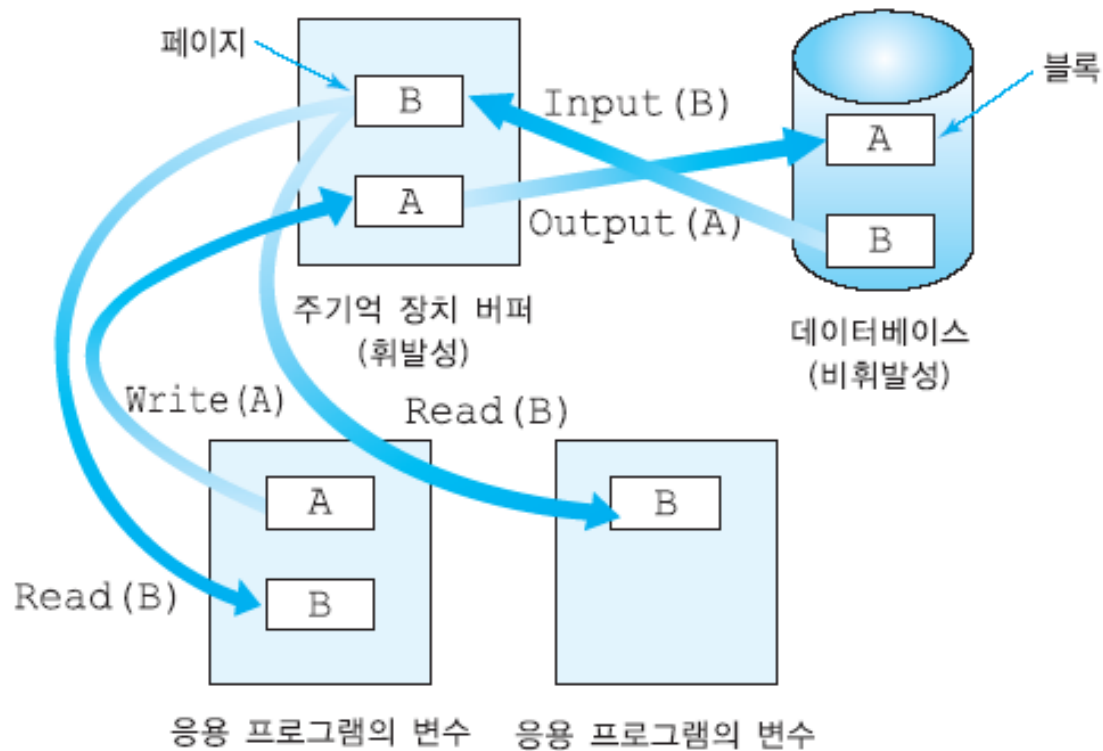 페이지
블록
B
Input(B)
A
A
Output(A)
B
주기억 장치 버퍼
(휘발성)
데이터베이스
(비휘발성)
Write(A)
Read(B)
A
B
Read(B)
B
응용 프로그램의 변수
응용 프로그램의 변수